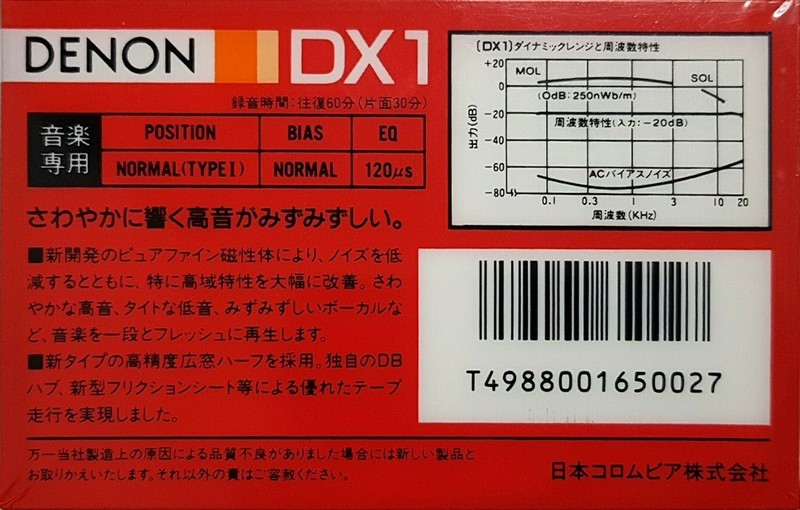 DENON DX1
録音時間:往復60分(片面30分)
音楽専用
POSITION BIAS EQ
NORMAL(TYPE I) NORMAL 120μs
さわやかに響く高音がみずみずしい。
■新開発のピュアファイン磁性体により、ノイズを低
減するとともに、特に高域特性を大幅に改善。さわ
やかな高音、タイトな低音、みずみずしいボーカルな
ど、音楽を一段とフレッシュに再生します。
■新タイプの高精度広窓ハーフを採用。独自のDB
ハブ、新型フリクションシート等による優れたテープ
走行を実現しました。
万一当社製造上の原因による品質不良がありました場合には新しい製品と
お取りかえいたします。それ以外の責はご容赦ください。
[DX1]ダイナミックレンジと周波数特性
出力(dB)
+20
0
-20
-40
-60
-80
MOL
SOL
(0dB:250nWb/m)
周波数特性(入力:-20dB)
ACバイアスノイズ
0.1 0.3 1 3 10 20
周波数(KHz)
T4988001650027
日本コロムビア株式会社